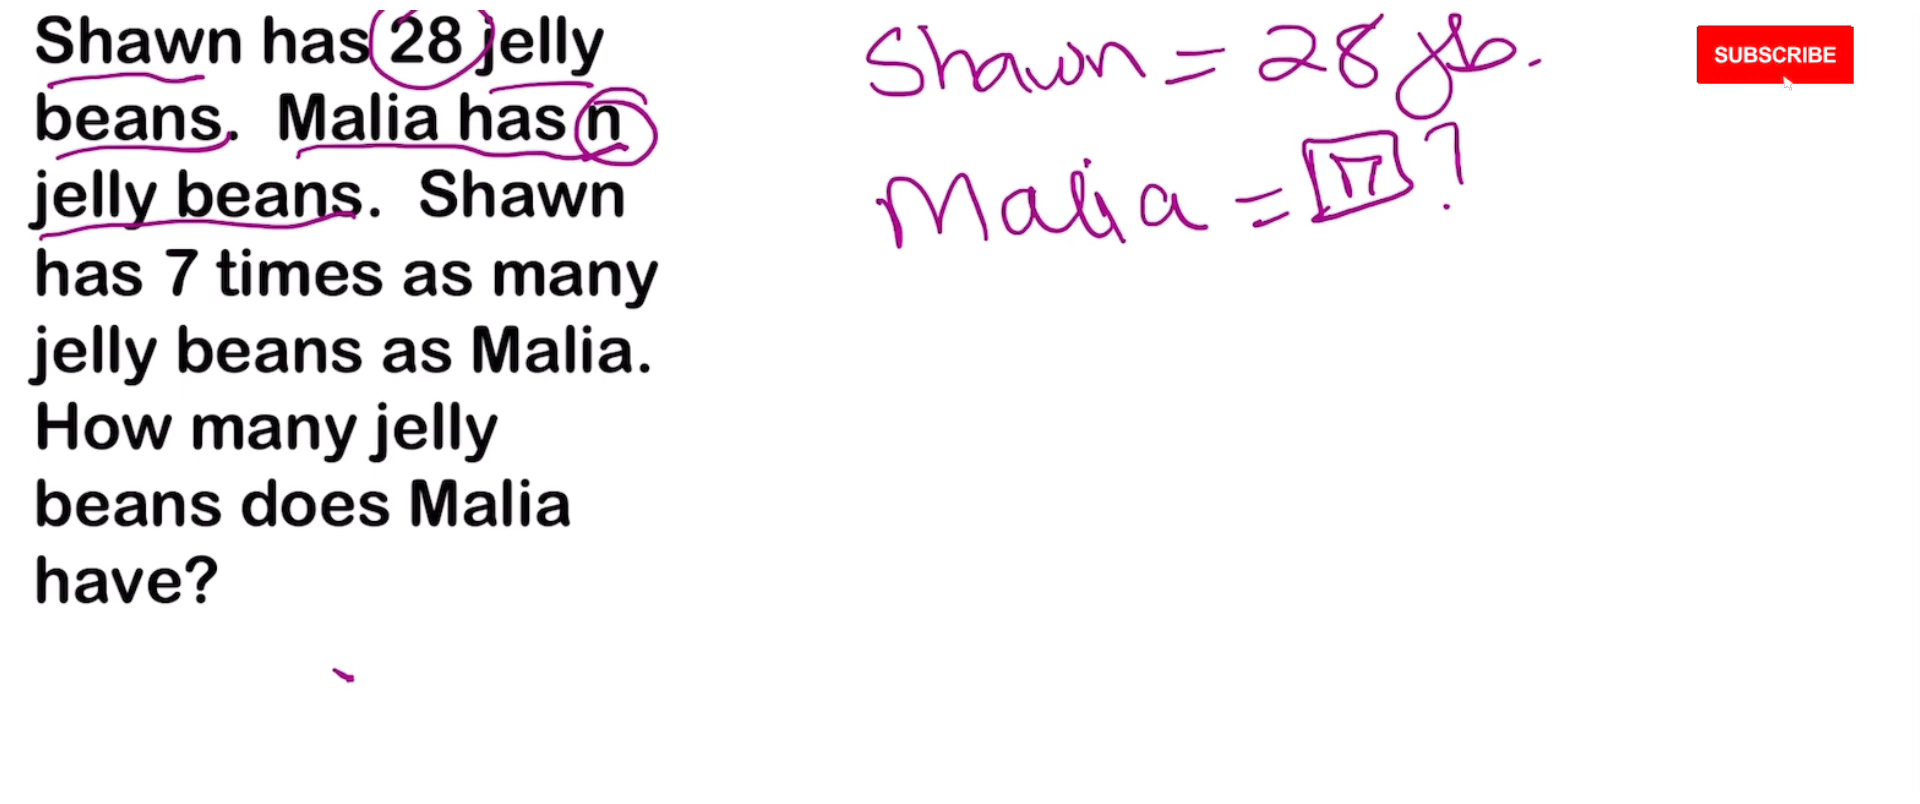 Shawn has 28 jelly
beans. Malia has n
jelly beans. Shawn
has 7 times as many
jelly beans as Malia.
How many jelly
beans does Malia
have?
Shawn = 28 jb.
Malia = n ?
SUBSCRIBE